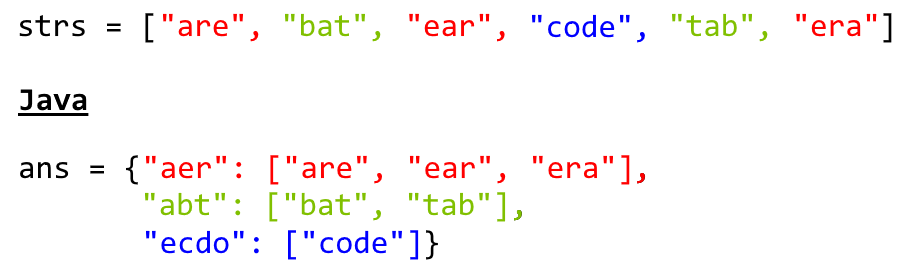 strs = ["are", "bat", "ear", "code", "tab", "era"]
Java
ans = {"aer": ["are", "ear", "era"],
"abt": ["bat", "tab"],
"ecdo": ["code"]}